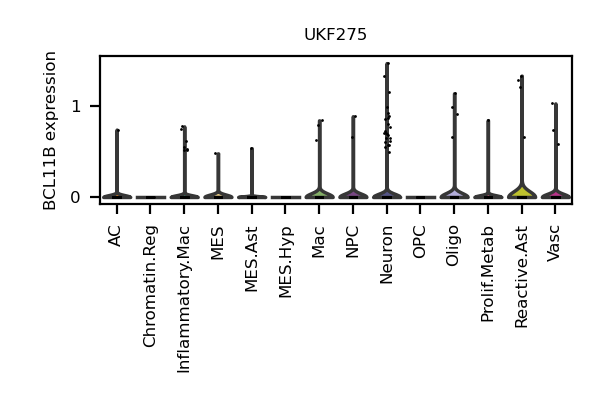 UKF275
BCL11B expression
1
0
AC
Chromatin.Reg
Inflammatory.Mac
MES
MES.Ast
MES.Hyp
Mac
NPC
Neuron
OPC
Oligo
Prolif.Metab
Reactive.Ast
Vasc